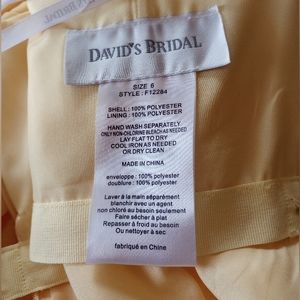 BRIDAL
DAVID'S BRIDAL
SIZE 6
STYLE : F12284
SHELL : 100% POLYESTER
LINING : 100% POLYESTER
HAND WASH SEPARATELY
ONLY NON-CHLORINE BLEACH AS NEEDED
LAY FLAT TO DRY
COOL IRON AS NEEDED
OR DRY CLEAN
MADE IN CHINA
enveloppe : 100% polyester
doublure : 100% polyester
Laver à la main séparément
blanchir avec un agent
non chloré au besoin seulement
Faire sécher à plat
Repasser à froid au besoin
Ou nettoyer à sec
fabriqué en Chine